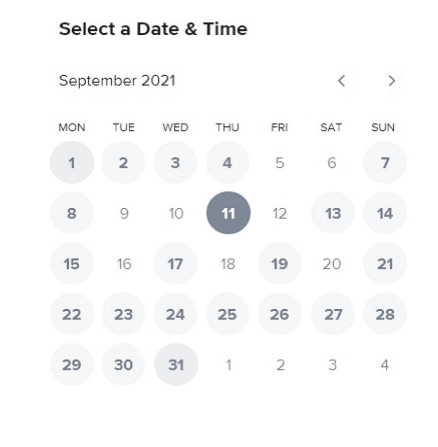 Select a Date & Time
September 2021
MON TUE WED THU FRI SAT SUN
1 2 3 4 5 6 7
8 9 10 11 12 13 14
15 16 17 18 19 20 21
22 23 24 25 26 27 28
29 30 31 1 2 3 4